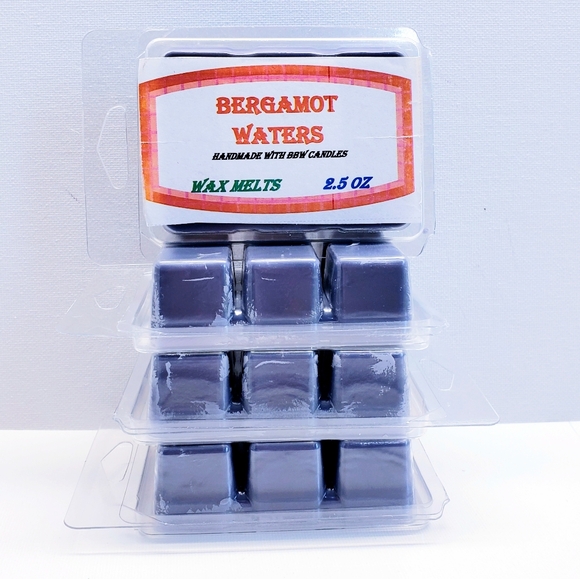 BERGAMOT
WATERS
HANDMADE WITH BBW CANDLES
WAX MELTS 2.5 OZ